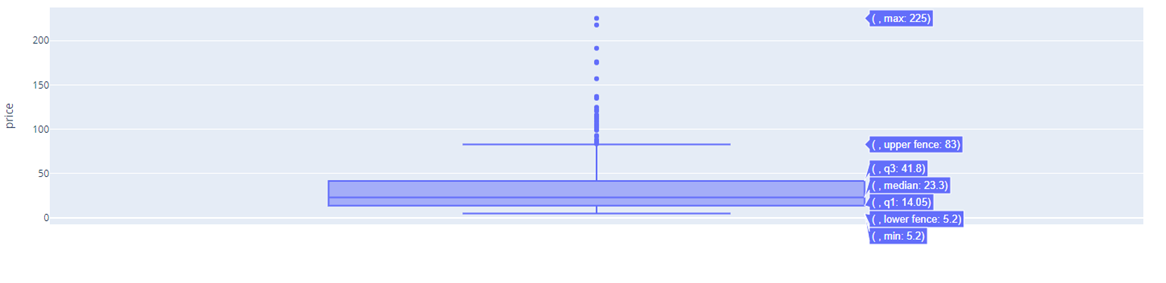 (, max: 225)
200
150
price
100
(, upper fence: 83)
50
(, q3: 41.8)
(, median: 23.3)
(, q1: 14.05)
0
(, lower fence: 5.2)
(, min: 5.2)